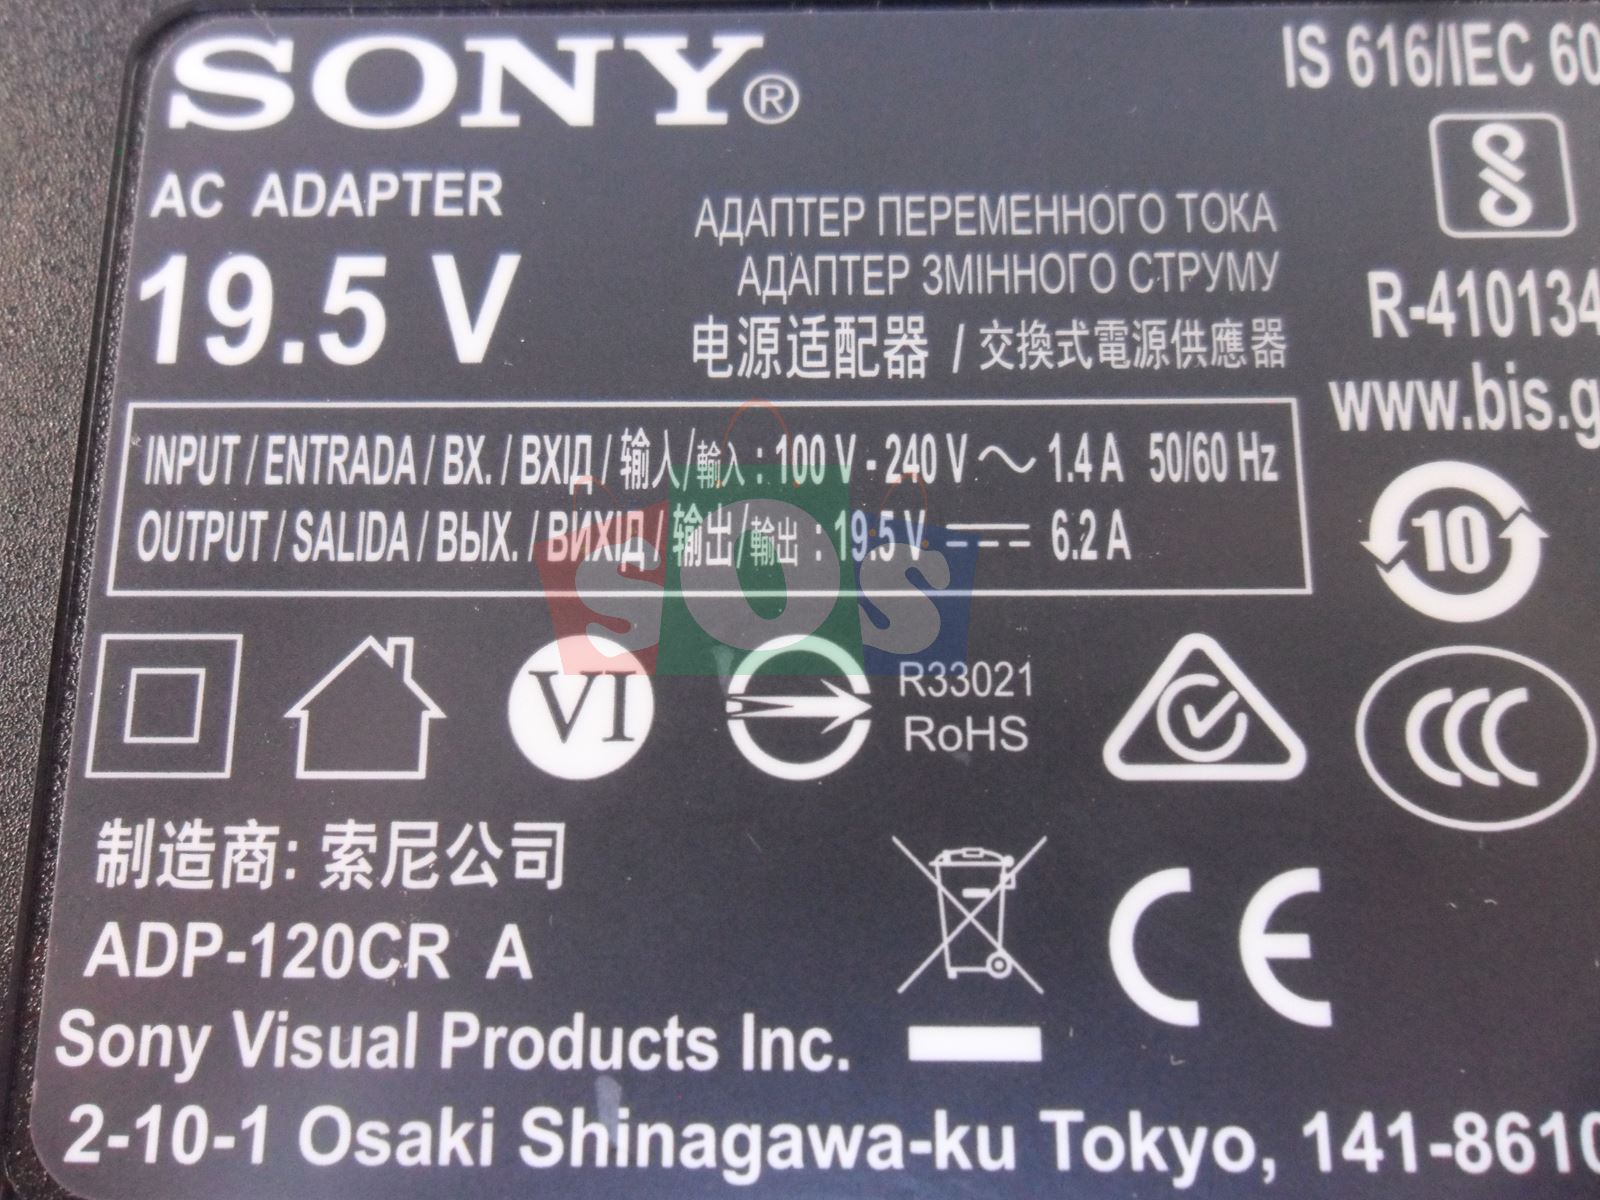 SONY®
AC ADAPTER
19.5 V
АДАПТЕР ПЕРЕМЕННОГО ТОКА
АДАПТЕР ЗМІННОГО СТРУМУ
电源适配器 / 交換式電源供應器
INPUT / ENTRADA / ВХ. / ВХІД / 输入/輸入 : 100 V - 240 V ～ 1.4 A 50/60 Hz
OUTPUT / SALIDA / ВЫХ. / ВИХІД / 输出/輸出 : 19.5 V ⎓ 6.2 A
SOS
IS 616/IEC 60
R-410134
www.bis.g
10
VI
R33021
RoHS
CCC
制造商: 索尼公司
ADP-120CR A
CE
Sony Visual Products Inc.
2-10-1 Osaki Shinagawa-ku Tokyo, 141-8610